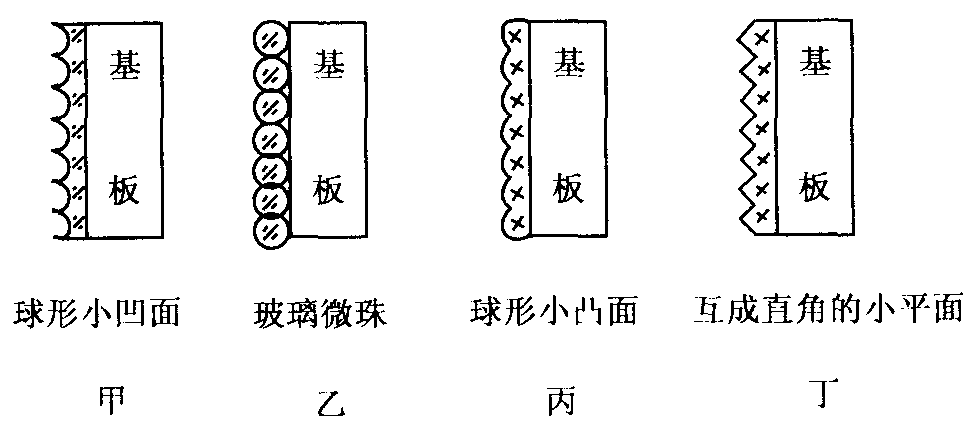 基 基 基 基
板 板 板 板
球形小凹面 玻璃微珠 球形小凸面 互成直角的小平面
甲 乙 丙 丁